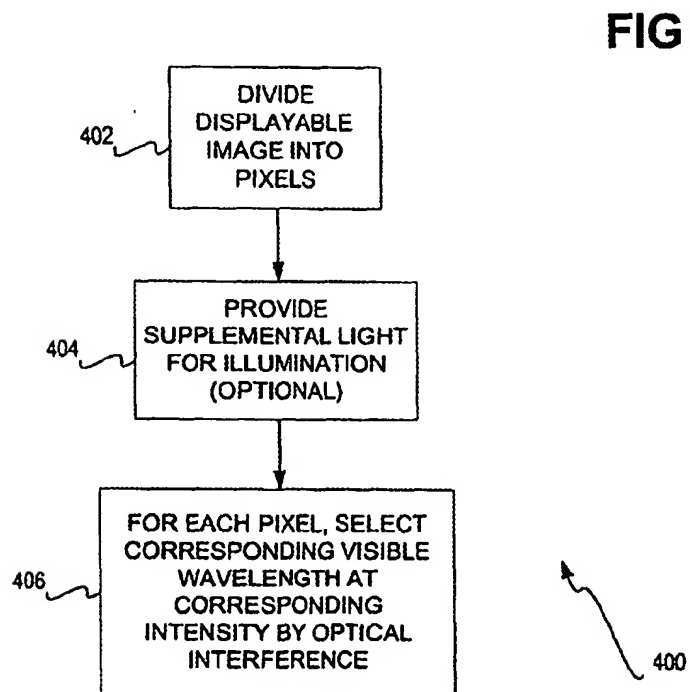 FIG
DIVIDE
DISPLAYABLE
IMAGE INTO
PIXELS
402
PROVIDE
SUPPLEMENTAL LIGHT
FOR ILLUMINATION
(OPTIONAL)
404
FOR EACH PIXEL, SELECT
CORRESPONDING VISIBLE
WAVELENGTH AT
CORRESPONDING
INTENSITY BY OPTICAL
INTERFERENCE
406
400